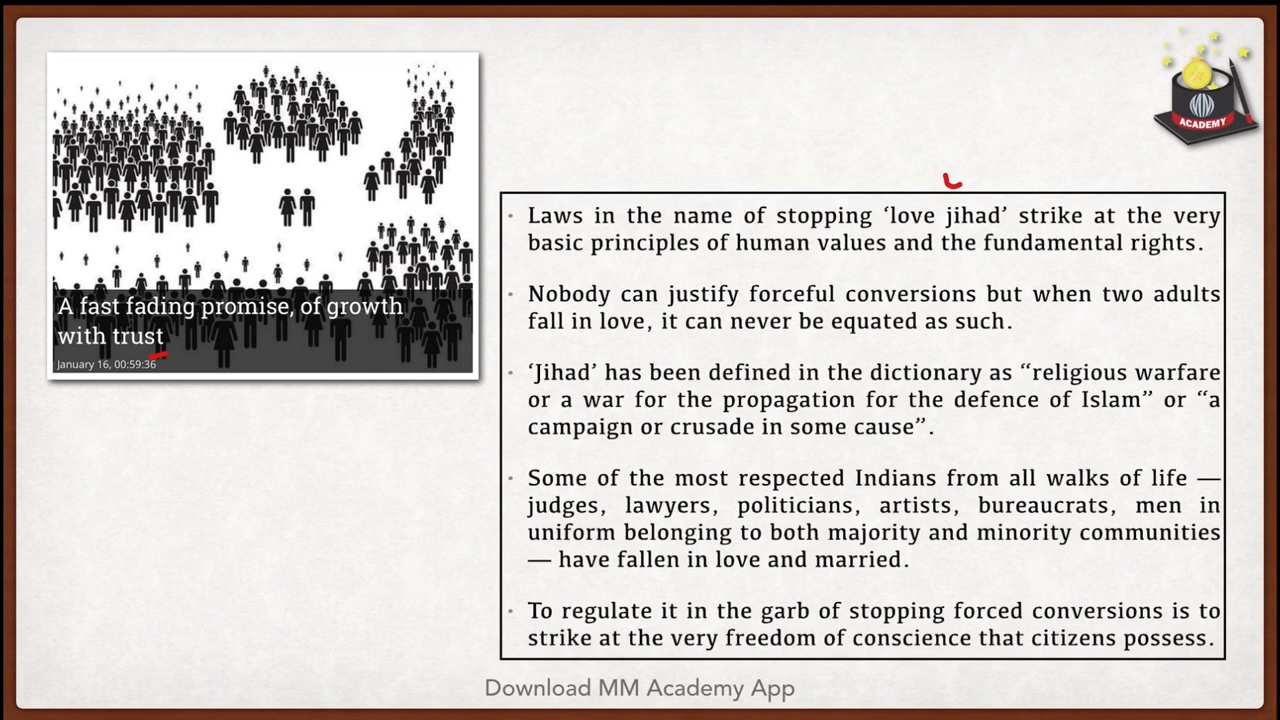 A fast fading promise, of growth
with trust
January 16, 00:59:36
ACADEMY
• Laws in the name of stopping ‘love jihad’ strike at the very
basic principles of human values and the fundamental rights.
• Nobody can justify forceful conversions but when two adults
fall in love, it can never be equated as such.
• ‘Jihad’ has been defined in the dictionary as “religious warfare
or a war for the propagation for the defence of Islam” or “a
campaign or crusade in some cause”.
• Some of the most respected Indians from all walks of life —
judges, lawyers, politicians, artists, bureaucrats, men in
uniform belonging to both majority and minority communities
— have fallen in love and married.
• To regulate it in the garb of stopping forced conversions is to
strike at the very freedom of conscience that citizens possess.
Download MM Academy App